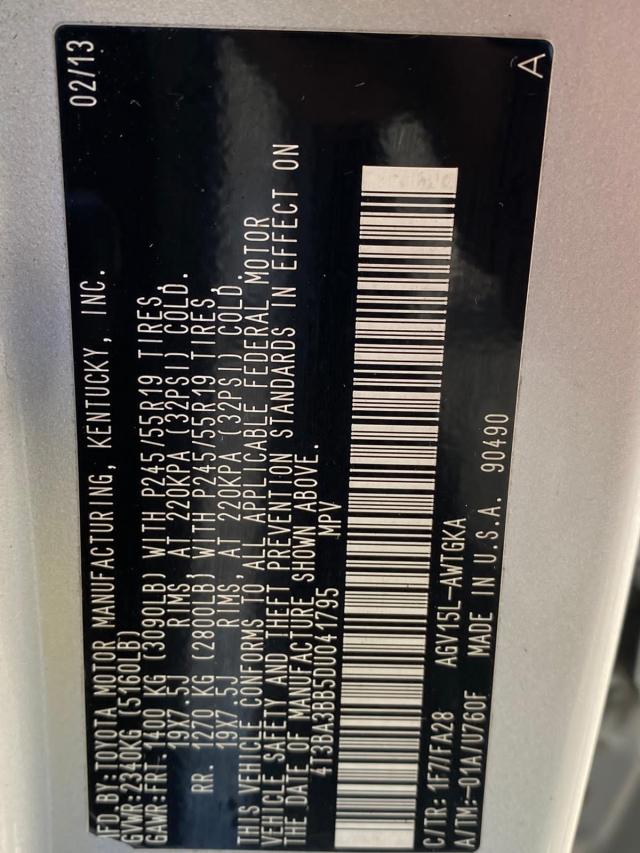 MFD.BY:TOYOTA MOTOR MANUFACTURING, KENTUCKY, INC. 02/13
GVWR:2340KG (5160LB)
GAWR:FRT. 1400 KG (3090LB) WITH P245/55R19 TIRES,
19X7.5J RIMS, AT 220KPA (32PSI) COLD.
RR. 1270 KG (2800LB) WITH P245/55R19 TIRES,
19X7.5J RIMS, AT 220KPA (32PSI) COLD.
THIS VEHICLE CONFORMS TO ALL APPLICABLE FEDERAL MOTOR
VEHICLE SAFETY AND THEFT PREVENTION STANDARDS IN EFFECT ON
THE DATE OF MANUFACTURE SHOWN ABOVE.
4T3BA3BB5DU041795 MPV
C/TR: 1F7/FA28 AGV15L-AWTGKA
A/TM:-01A/U760F MADE IN U.S.A. 90490 A